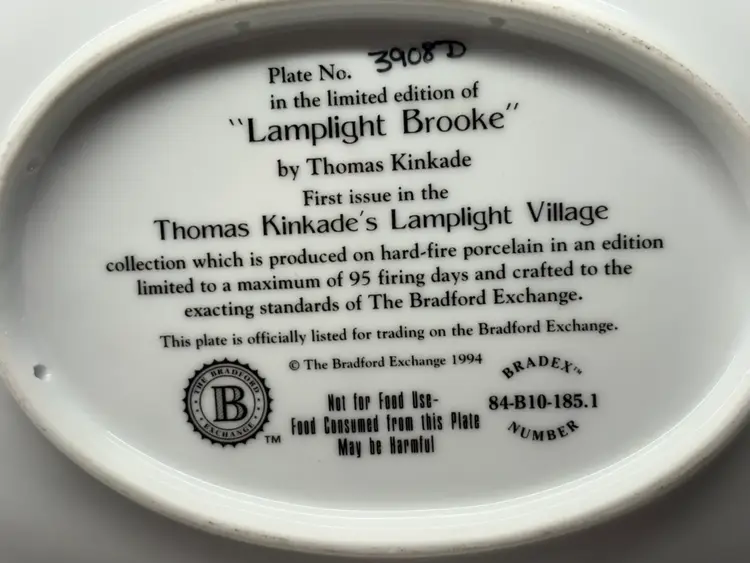 Plate No. 3908D
in the limited edition of
"Lamplight Brooke"
by Thomas Kinkade
First issue in the
Thomas Kinkade's Lamplight Village
collection which is produced on hard-fire porcelain in an edition
limited to a maximum of 95 firing days and crafted to the
exacting standards of The Bradford Exchange.
This plate is officially listed for trading on the Bradford Exchange.
© The Bradford Exchange 1994
THE BRADFORD
B
EXCHANGE
TM
Not for Food Use-
Food Consumed from this Plate
May be Harmful
BRADEX™
84-B10-185.1
NUMBER